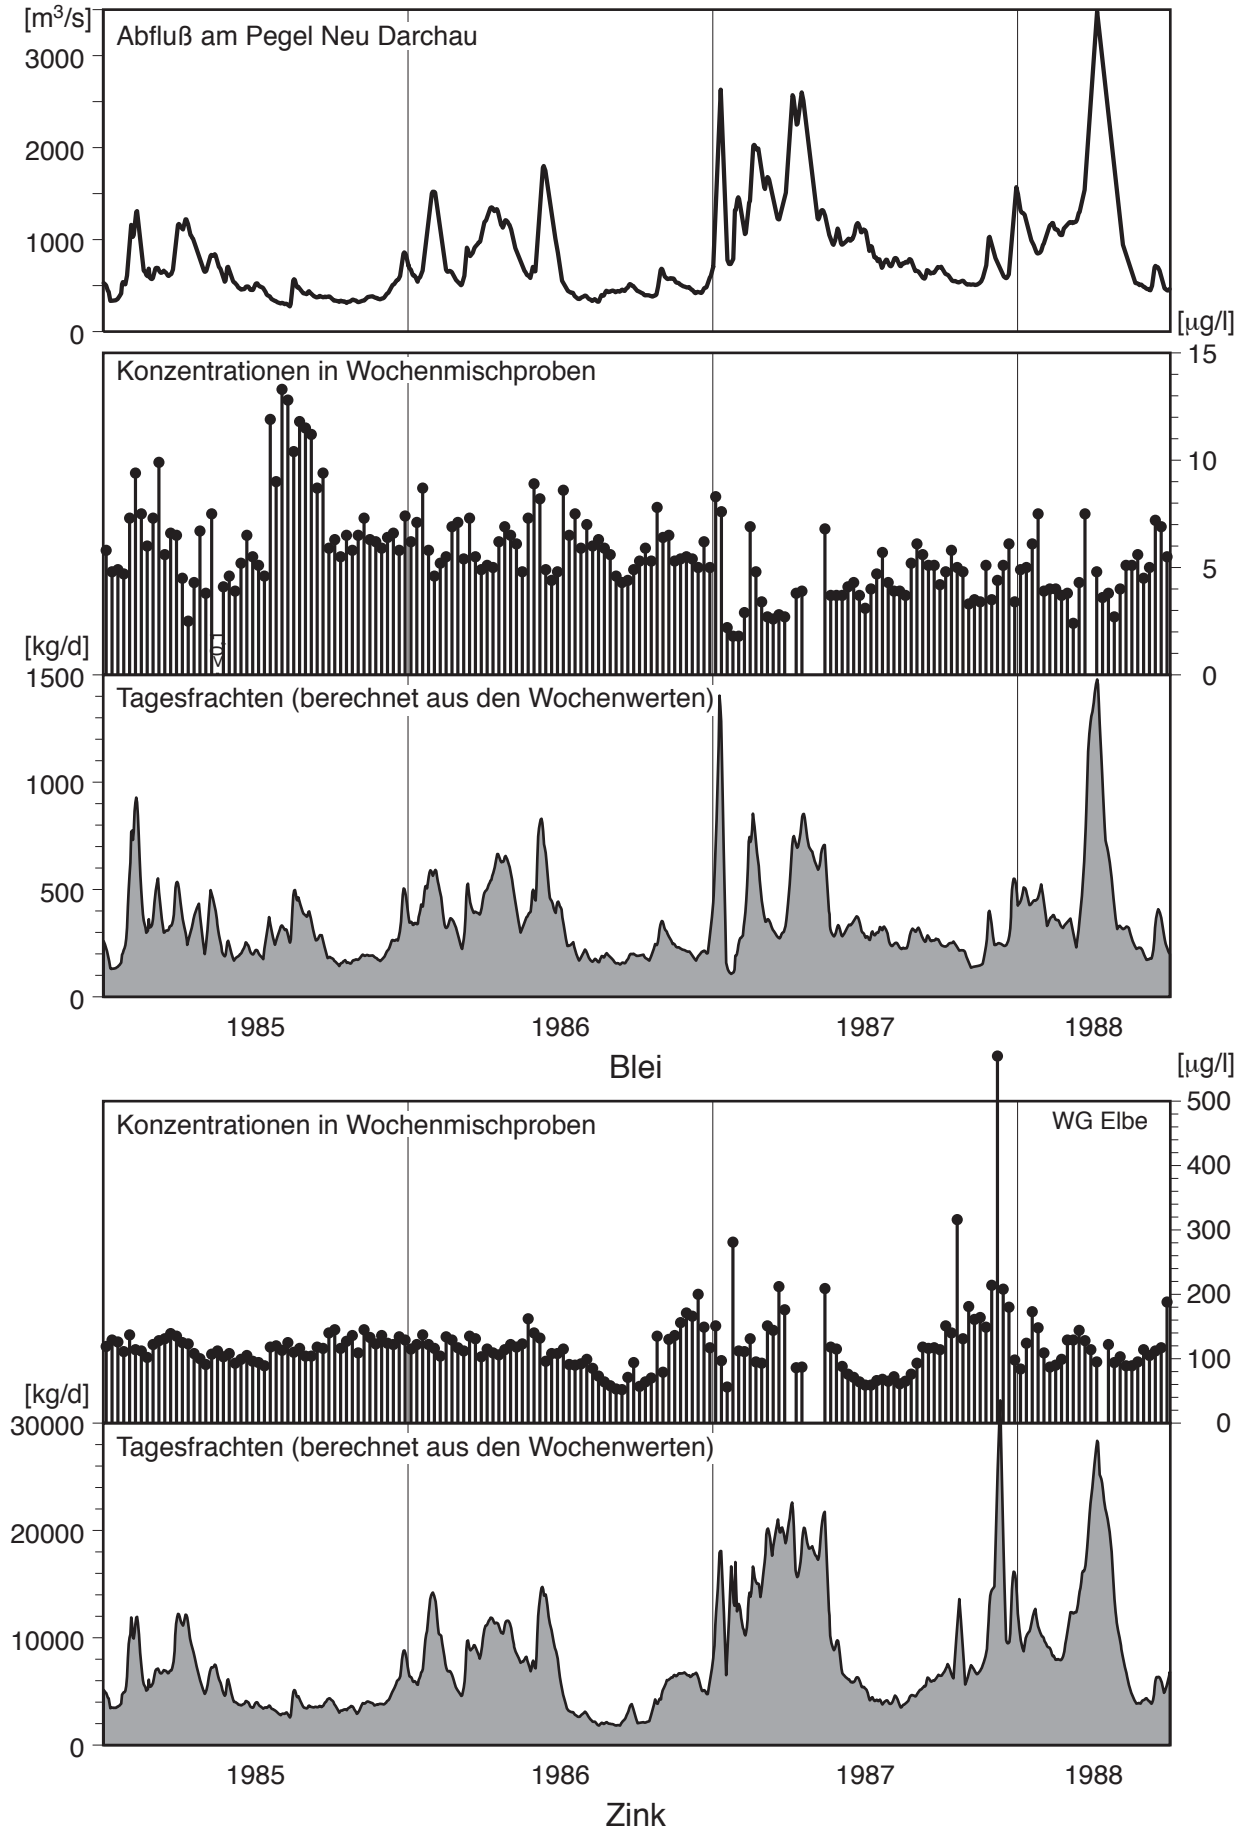 [m³/s]
Abfluß am Pegel Neu Darchau
3000
2000
1000
0
[µg/l]
Konzentrationen in Wochenmischproben
15
10
5
0
<0,1
[kg/d]
1500
Tagesfrachten (berechnet aus den Wochenwerten)
1000
500
0
1985 1986 1987 1988
Blei
[µg/l]
Konzentrationen in Wochenmischproben
WG Elbe
500
400
300
200
100
0
[kg/d]
30000
Tagesfrachten (berechnet aus den Wochenwerten)
20000
10000
0
1985 1986 1987 1988
Zink